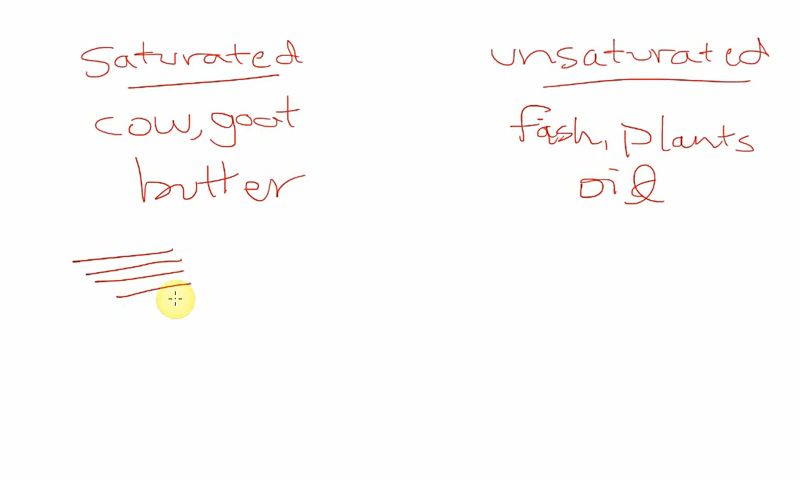 saturated
unsaturated
cow, goat
fish, plants
butter
oil